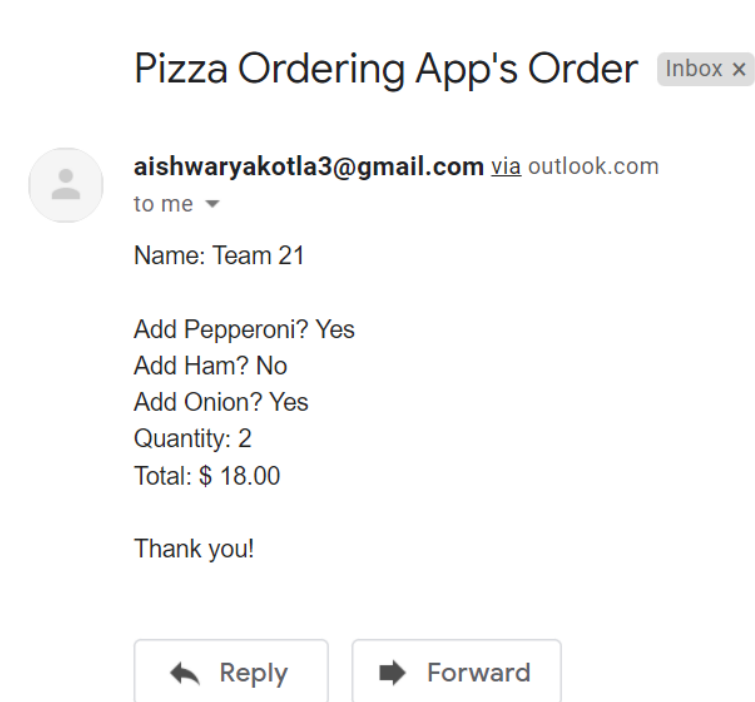 Pizza Ordering App's Order Inbox ×
aishwaryakotla3@gmail.com via outlook.com
to me
Name: Team 21
Add Pepperoni? Yes
Add Ham? No
Add Onion? Yes
Quantity: 2
Total: $ 18.00
Thank you!
Reply Forward